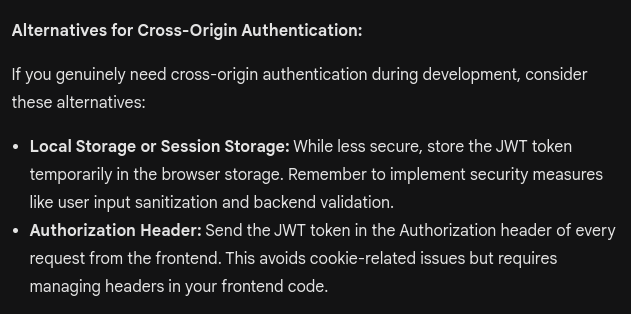 Alternatives for Cross-Origin Authentication:
If you genuinely need cross-origin authentication during development, consider
these alternatives:
• Local Storage or Session Storage: While less secure, store the JWT token
temporarily in the browser storage. Remember to implement security measures
like user input sanitization and backend validation.
• Authorization Header: Send the JWT token in the Authorization header of every
request from the frontend. This avoids cookie-related issues but requires
managing headers in your frontend code.